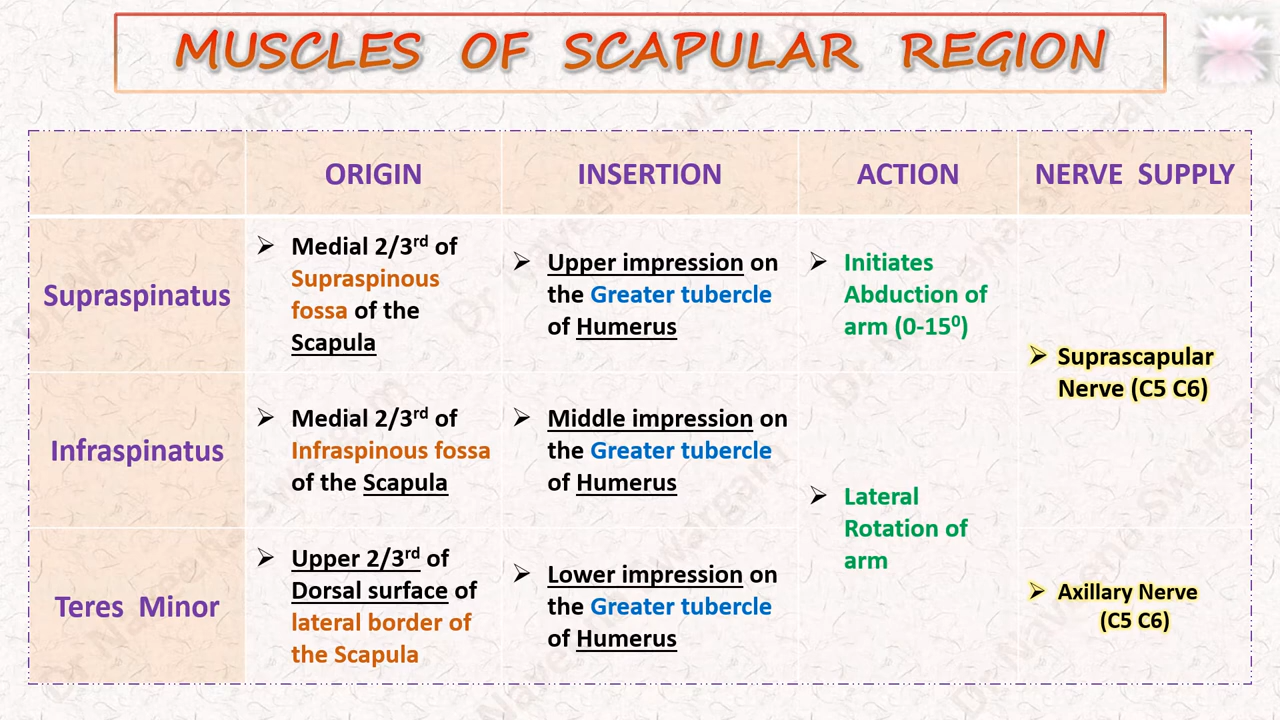 MUSCLES OF SCAPULAR REGION
ORIGIN
INSERTION
ACTION
NERVE SUPPLY
Supraspinatus
➢ Medial 2/3rd of
Supraspinous
fossa of the
Scapula
➢ Upper impression on
the Greater tubercle
of Humerus
➢ Initiates
Abduction of
arm (0-15⁰)
➢ Suprascapular
Nerve (C5 C6)
Infraspinatus
➢ Medial 2/3rd of
Infraspinous fossa
of the Scapula
➢ Middle impression on
the Greater tubercle
of Humerus
➢ Lateral
Rotation of
arm
Teres Minor
➢ Upper 2/3rd of
Dorsal surface of
lateral border of
the Scapula
➢ Lower impression on
the Greater tubercle
of Humerus
➢ Axillary Nerve
(C5 C6)